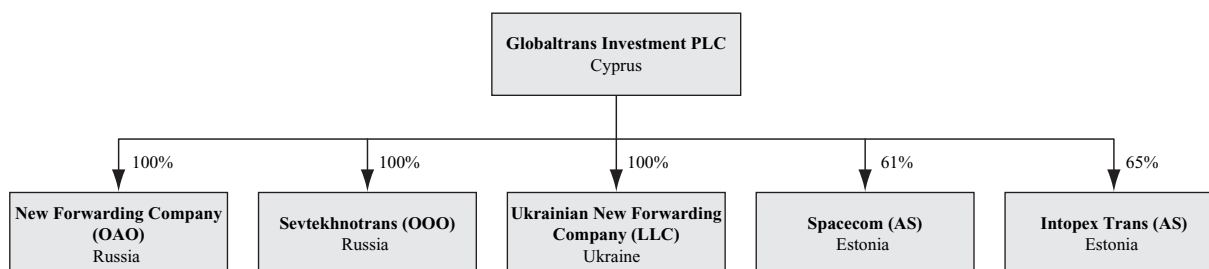 Globaltrans Investment PLC
Cyprus
100%
100%
100%
61%
65%
New Forwarding Company
(OAO)
Russia
Sevtekhnotrans (OOO)
Russia
Ukrainian New Forwarding
Company (LLC)
Ukraine
Spacecom (AS)
Estonia
Intopex Trans (AS)
Estonia